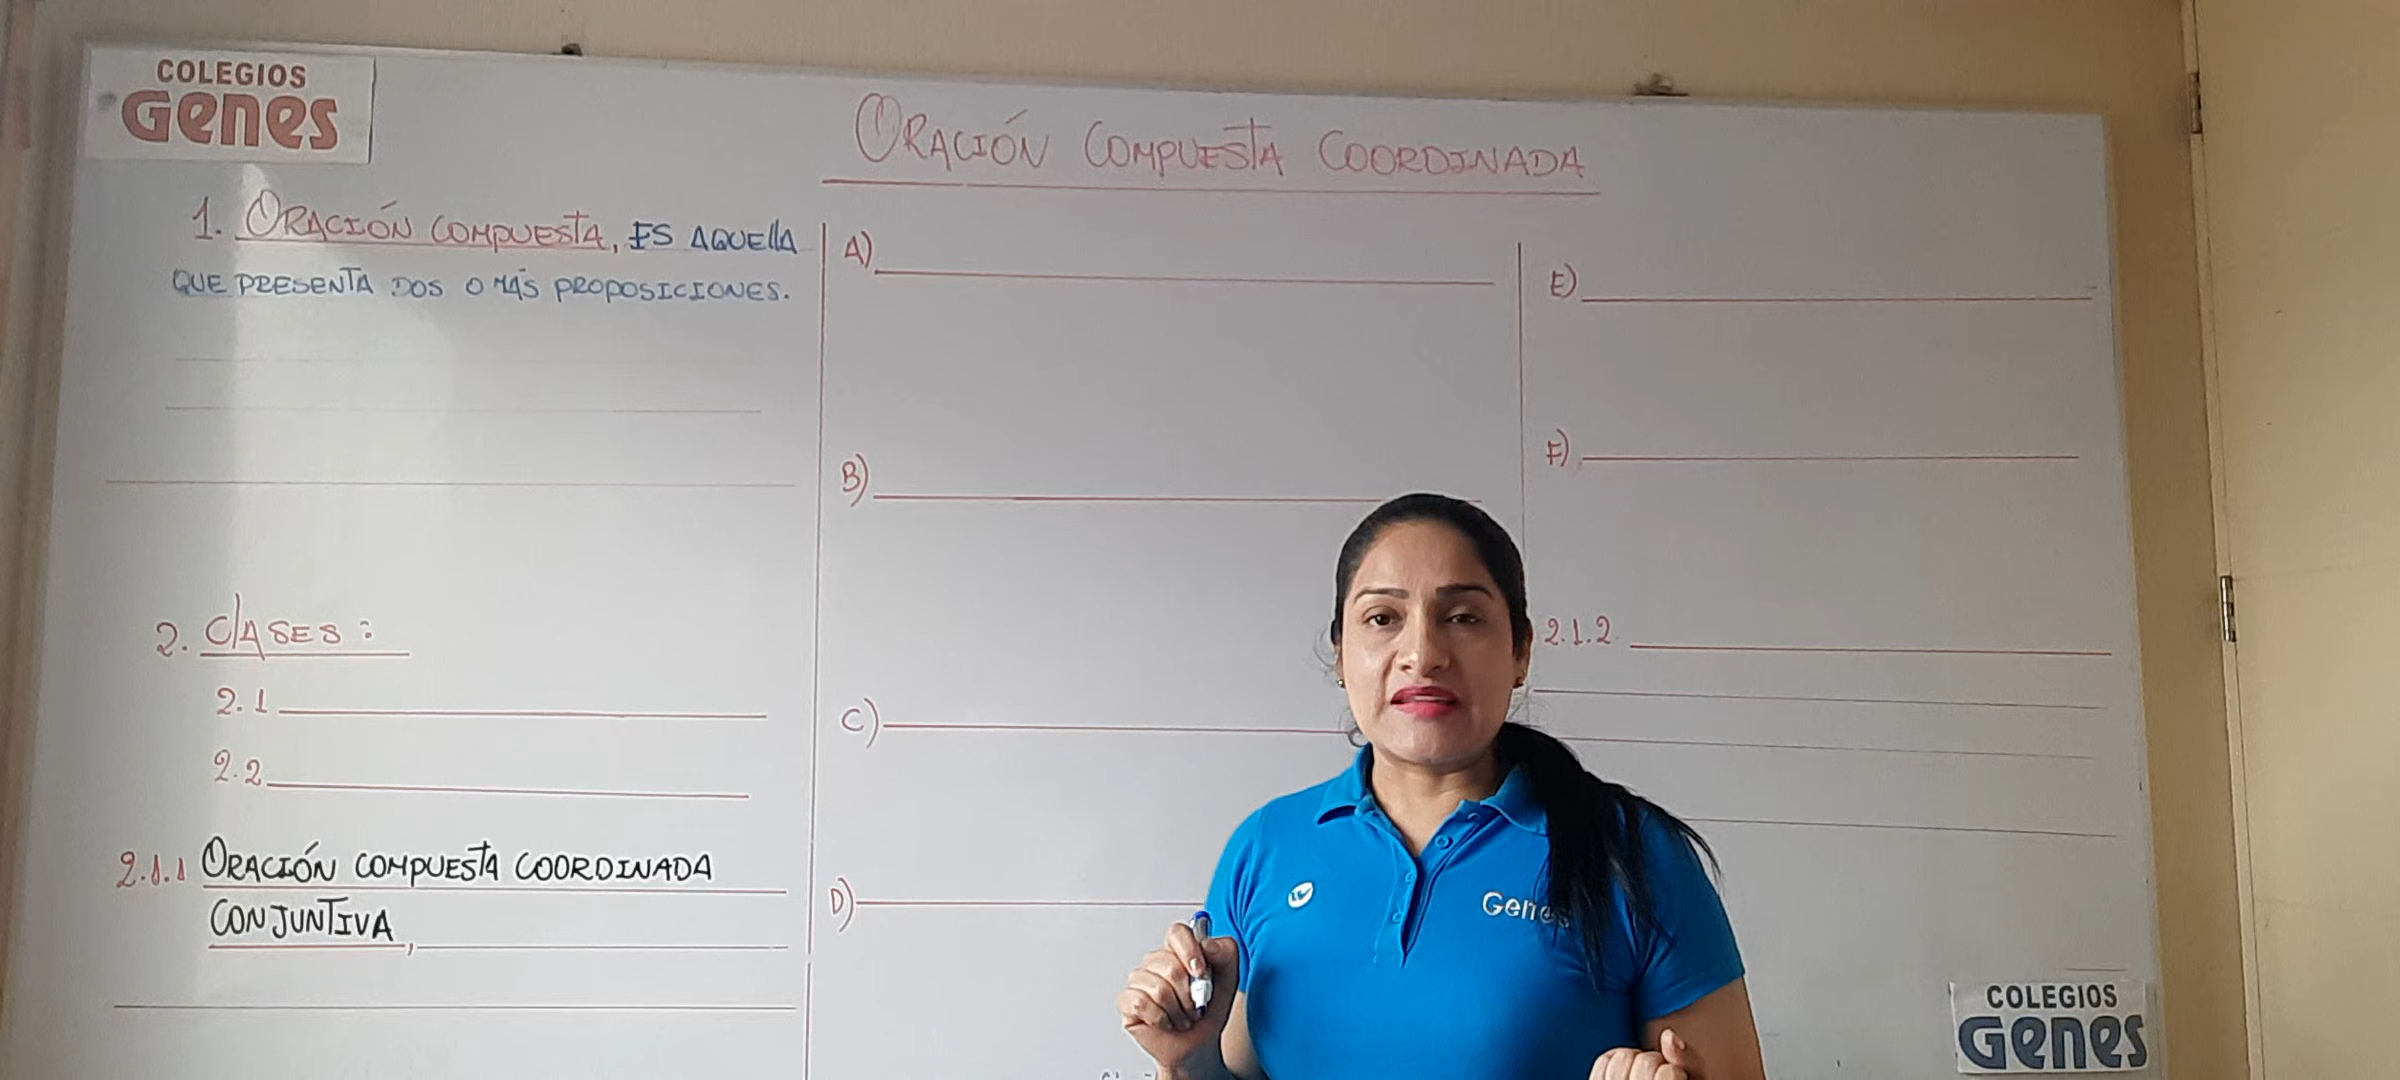 COLEGIOS
Genes
ORACIÓN COMPUESTA COORDINADA
1. ORACIÓN COMPUESTA, ES AQUELLA
QUE PRESENTA DOS O MÁS PROPOSICIONES.
2. CLASES:
2.1
2.2
2.1.1 ORACIÓN COMPUESTA COORDINADA
CONJUNTIVA,
A)
B)
C)
D)
E)
F)
2.1.2.
Genes
COLEGIOS
Genes